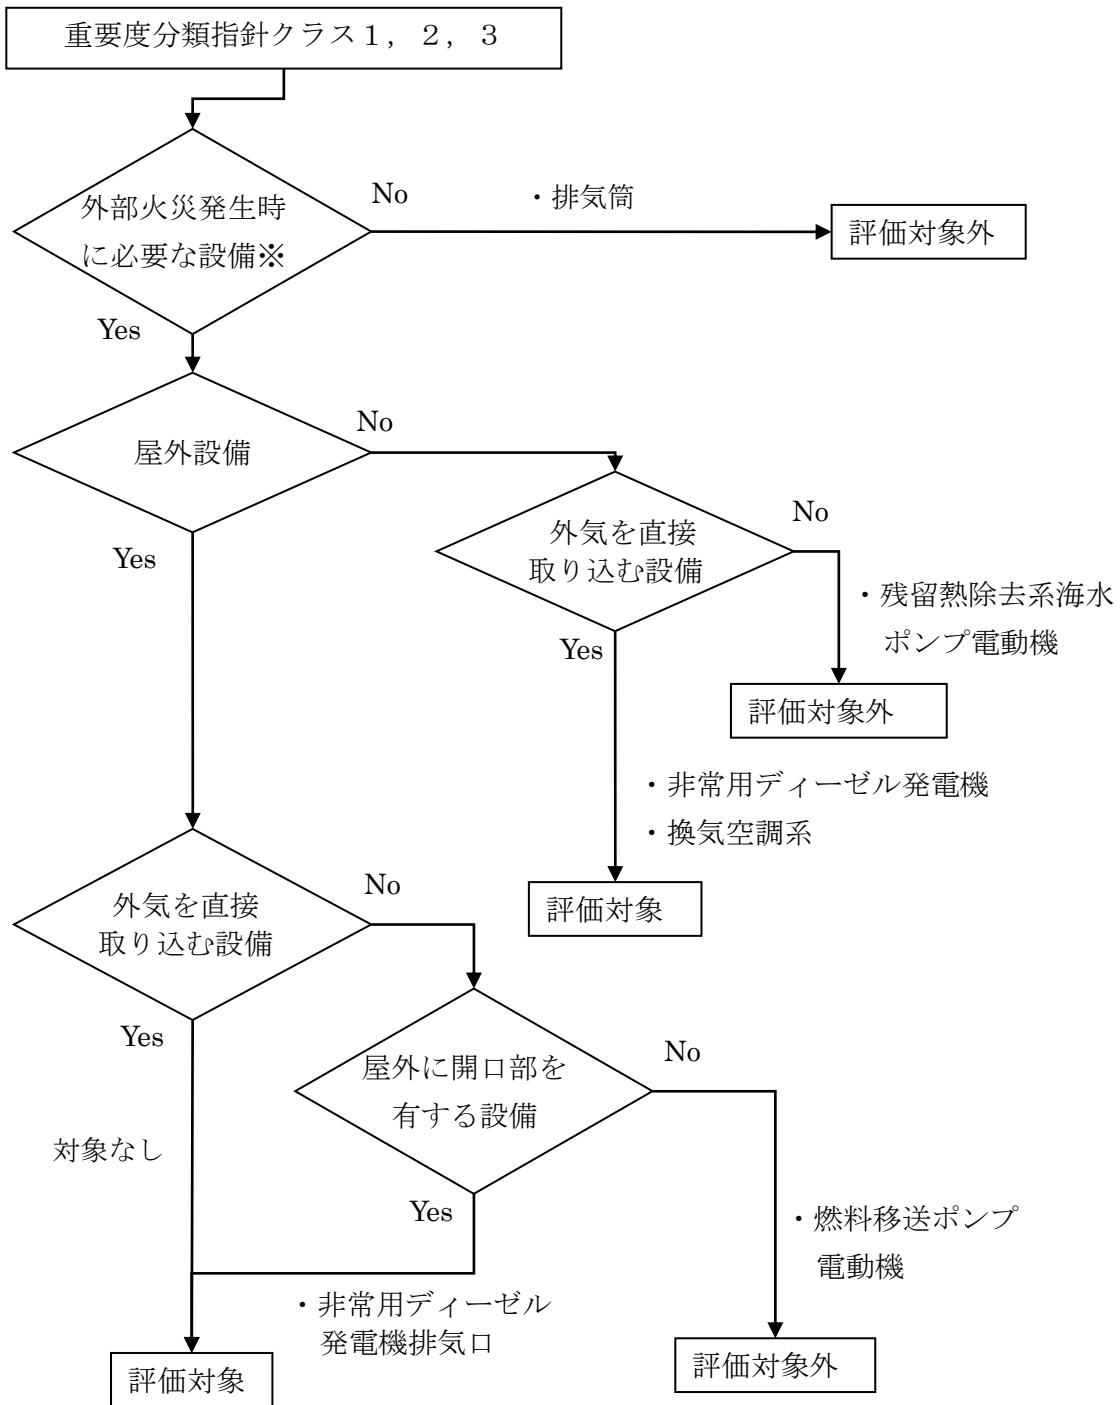 重要度分類指針クラス１，２，３
外部火災発生時
に必要な設備※
No
・排気筒
評価対象外
Yes
屋外設備
No
外気を直接
取り込む設備
No
Yes
・残留熱除去系海水
ポンプ電動機
Yes
評価対象外
・非常用ディーゼル発電機
・換気空調系
評価対象
外気を直接
取り込む設備
No
Yes
屋外に開口部を
有する設備
No
対象なし
Yes
・燃料移送ポンプ
電動機
・非常用ディーゼル
発電機排気口
評価対象
評価対象外